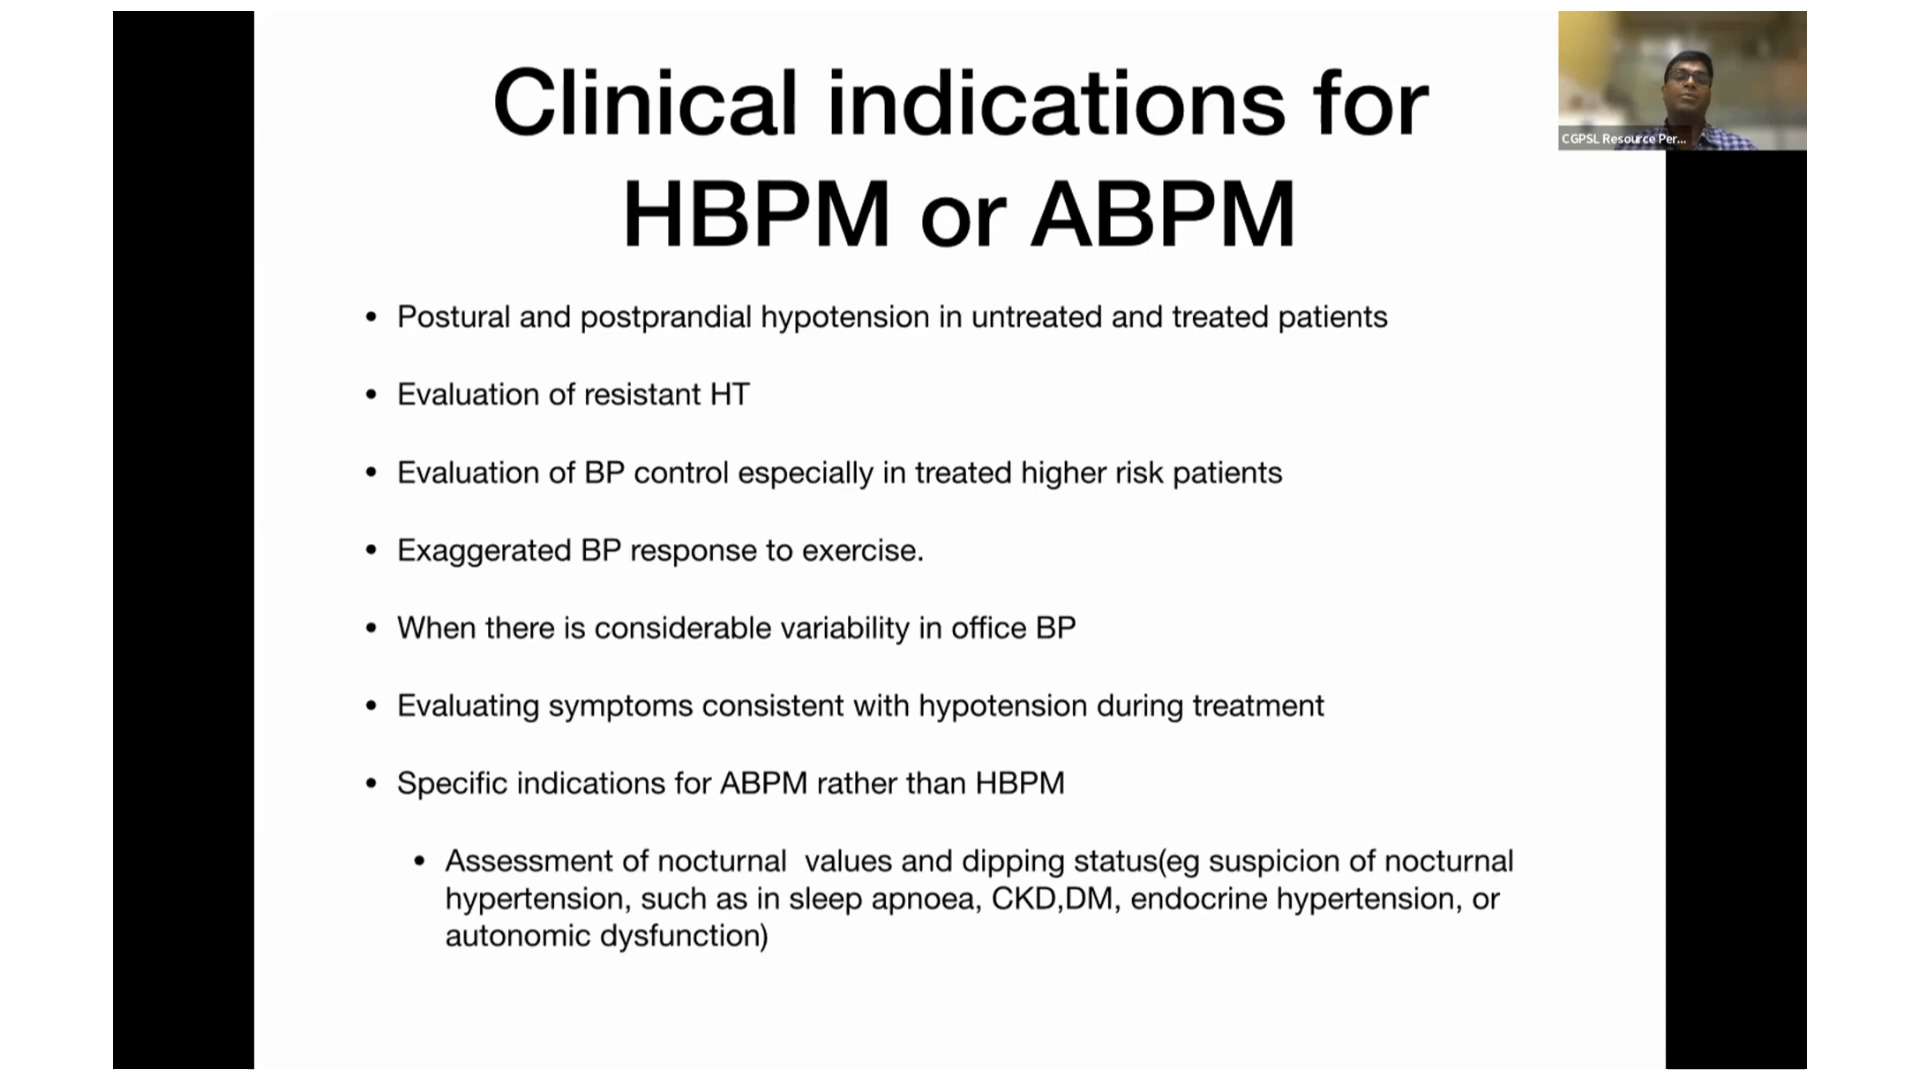 Clinical indications for
HBPM or ABPM
CGPSL Resource Per...
• Postural and postprandial hypotension in untreated and treated patients
• Evaluation of resistant HT
• Evaluation of BP control especially in treated higher risk patients
• Exaggerated BP response to exercise.
• When there is considerable variability in office BP
• Evaluating symptoms consistent with hypotension during treatment
• Specific indications for ABPM rather than HBPM
• Assessment of nocturnal  values and dipping status(eg suspicion of nocturnal
hypertension, such as in sleep apnoea, CKD,DM, endocrine hypertension, or
autonomic dysfunction)